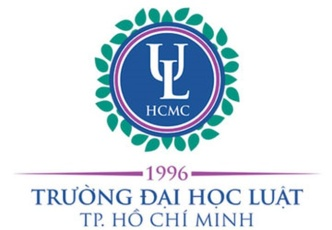 UL
HCMC
1996
TRƯỜNG ĐẠI HỌC LUẬT
TP. HỒ CHÍ MINH